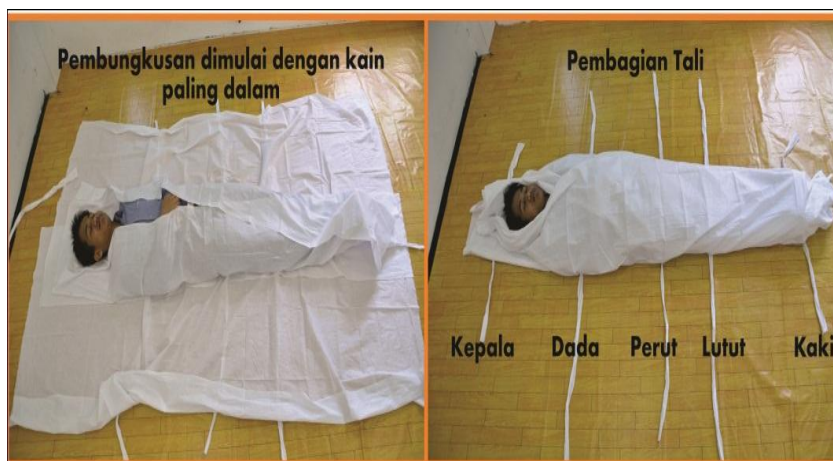 Pembungkusan dimulai dengan kain
paling dalam
Pembagian Tali
Kepala Dada Perut Lutut Kaki